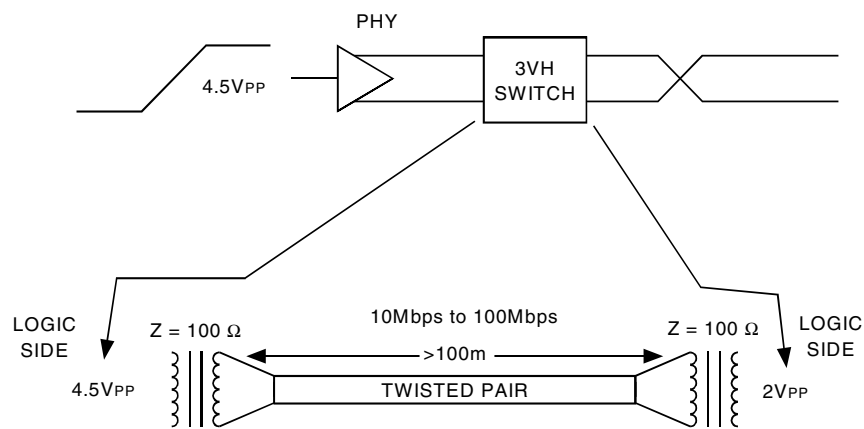 PHY
4.5VPP
3VH
SWITCH
10Mbps to 100Mbps
LOGIC
SIDE
Z = 100 Ω
Z = 100 Ω
LOGIC
SIDE
>100m
4.5VPP
TWISTED PAIR
2VPP